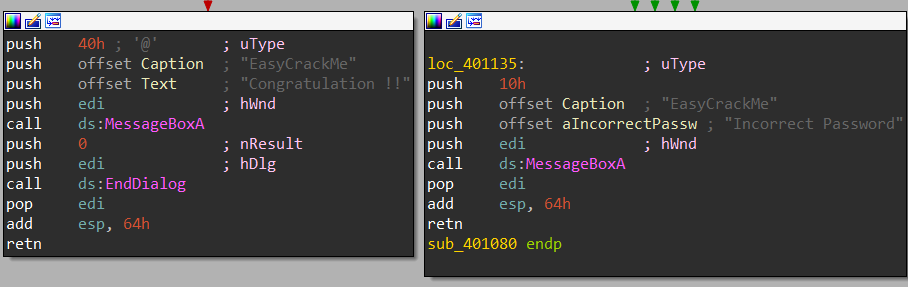 push 40h ; '@' ; uType
push offset Caption ; "EasyCrackMe"
push offset Text ; "Congratulation !!"
push edi ; hWnd
call ds:MessageBoxA
push 0 ; nResult
push edi ; hDlg
call ds:EndDialog
pop edi
add esp, 64h
retn
loc_401135: ; uType
push 10h
push offset Caption ; "EasyCrackMe"
push offset aIncorrectPassw ; "Incorrect Password"
push edi ; hWnd
call ds:MessageBoxA
pop edi
add esp, 64h
retn
sub_401080 endp